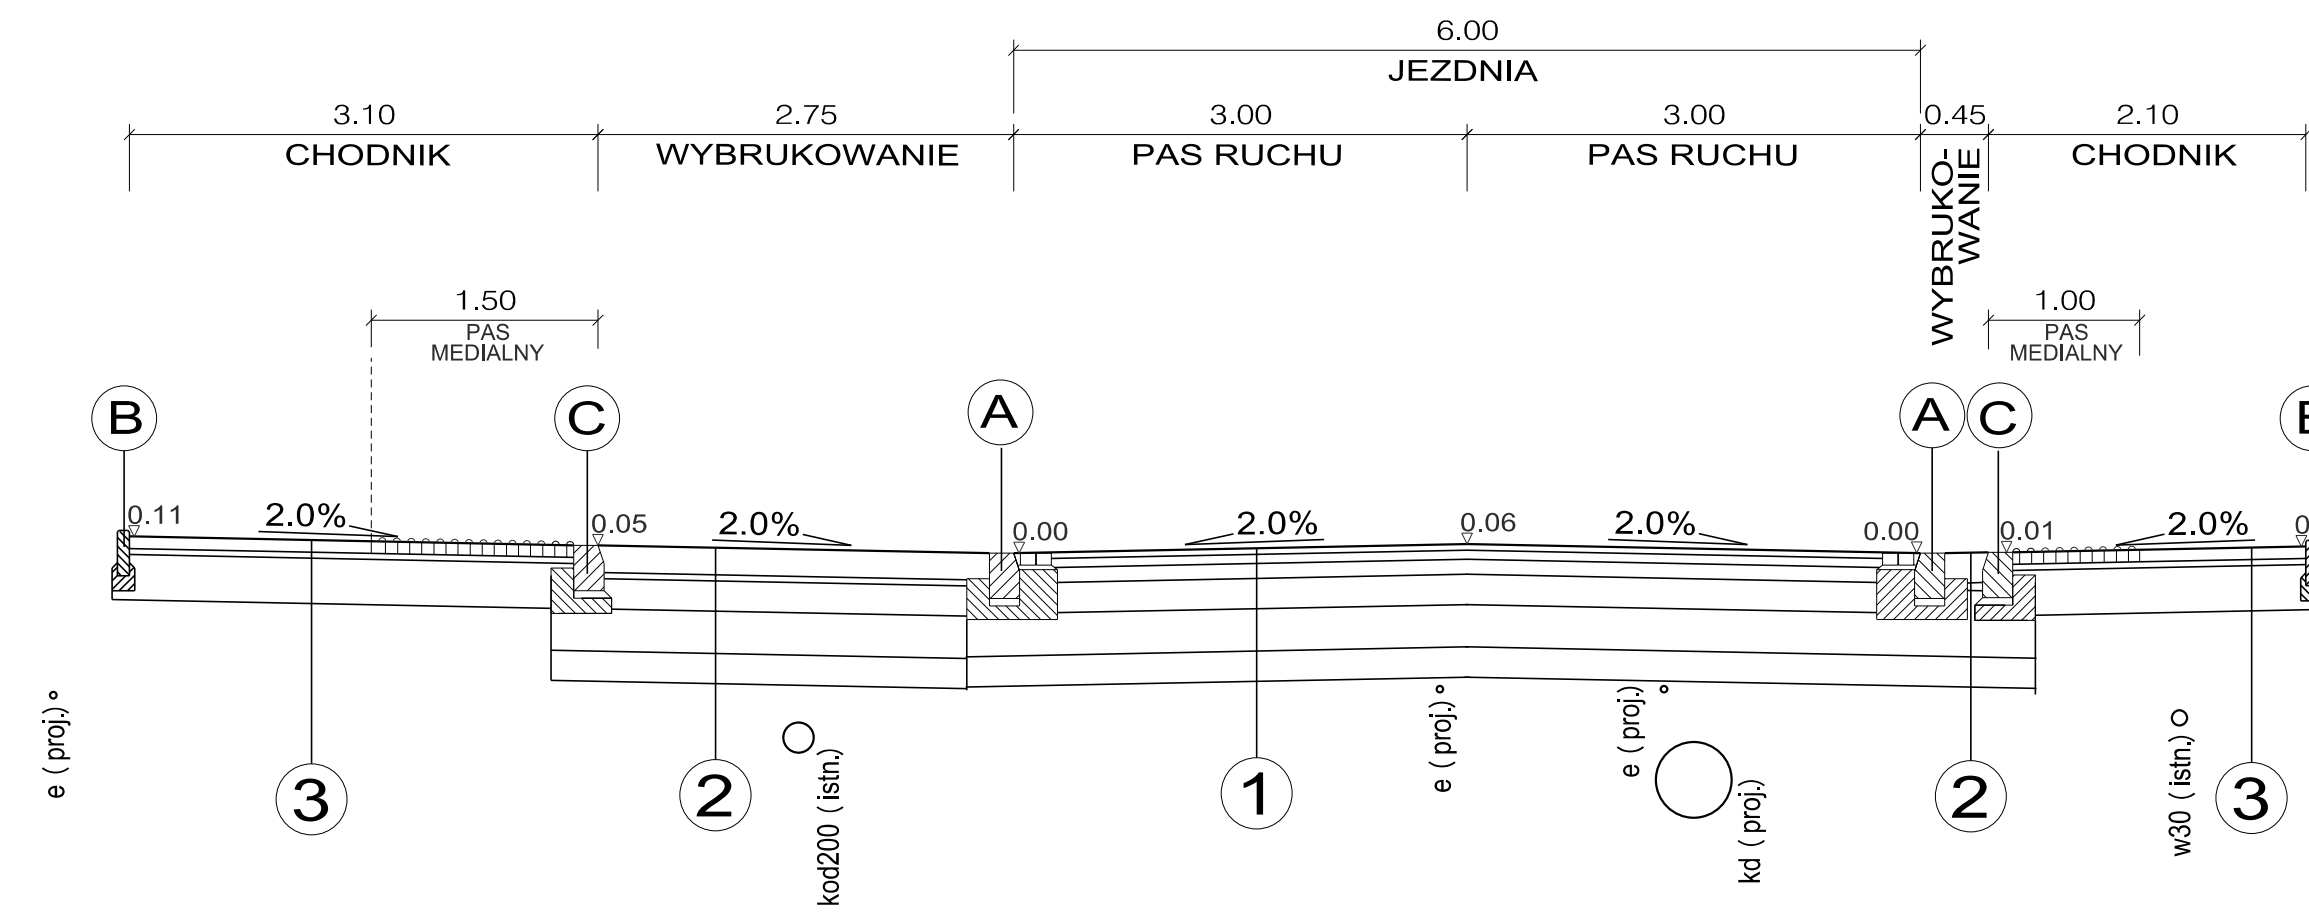 6.00
JEZDNIA
3.10
2.75
3.00
3.00
0.45
2.10
CHODNIK
WYBRUKOWANIE
PAS RUCHU
PAS RUCHU
WYBRUKO-
WANIE
CHODNIK
1.50
PAS
MEDIALNY
1.00
PAS
MEDIALNY
B
C
A
A
C
0.11
2.0%
0.05
2.0%
0.00
2.0%
0.06
2.0%
0.00
0.01
2.0%
e ( proj.)
3
2
kod200 ( istn.)
1
e ( proj.)
e ( proj.)
kd ( proj.)
2
w30 ( istn.)
3